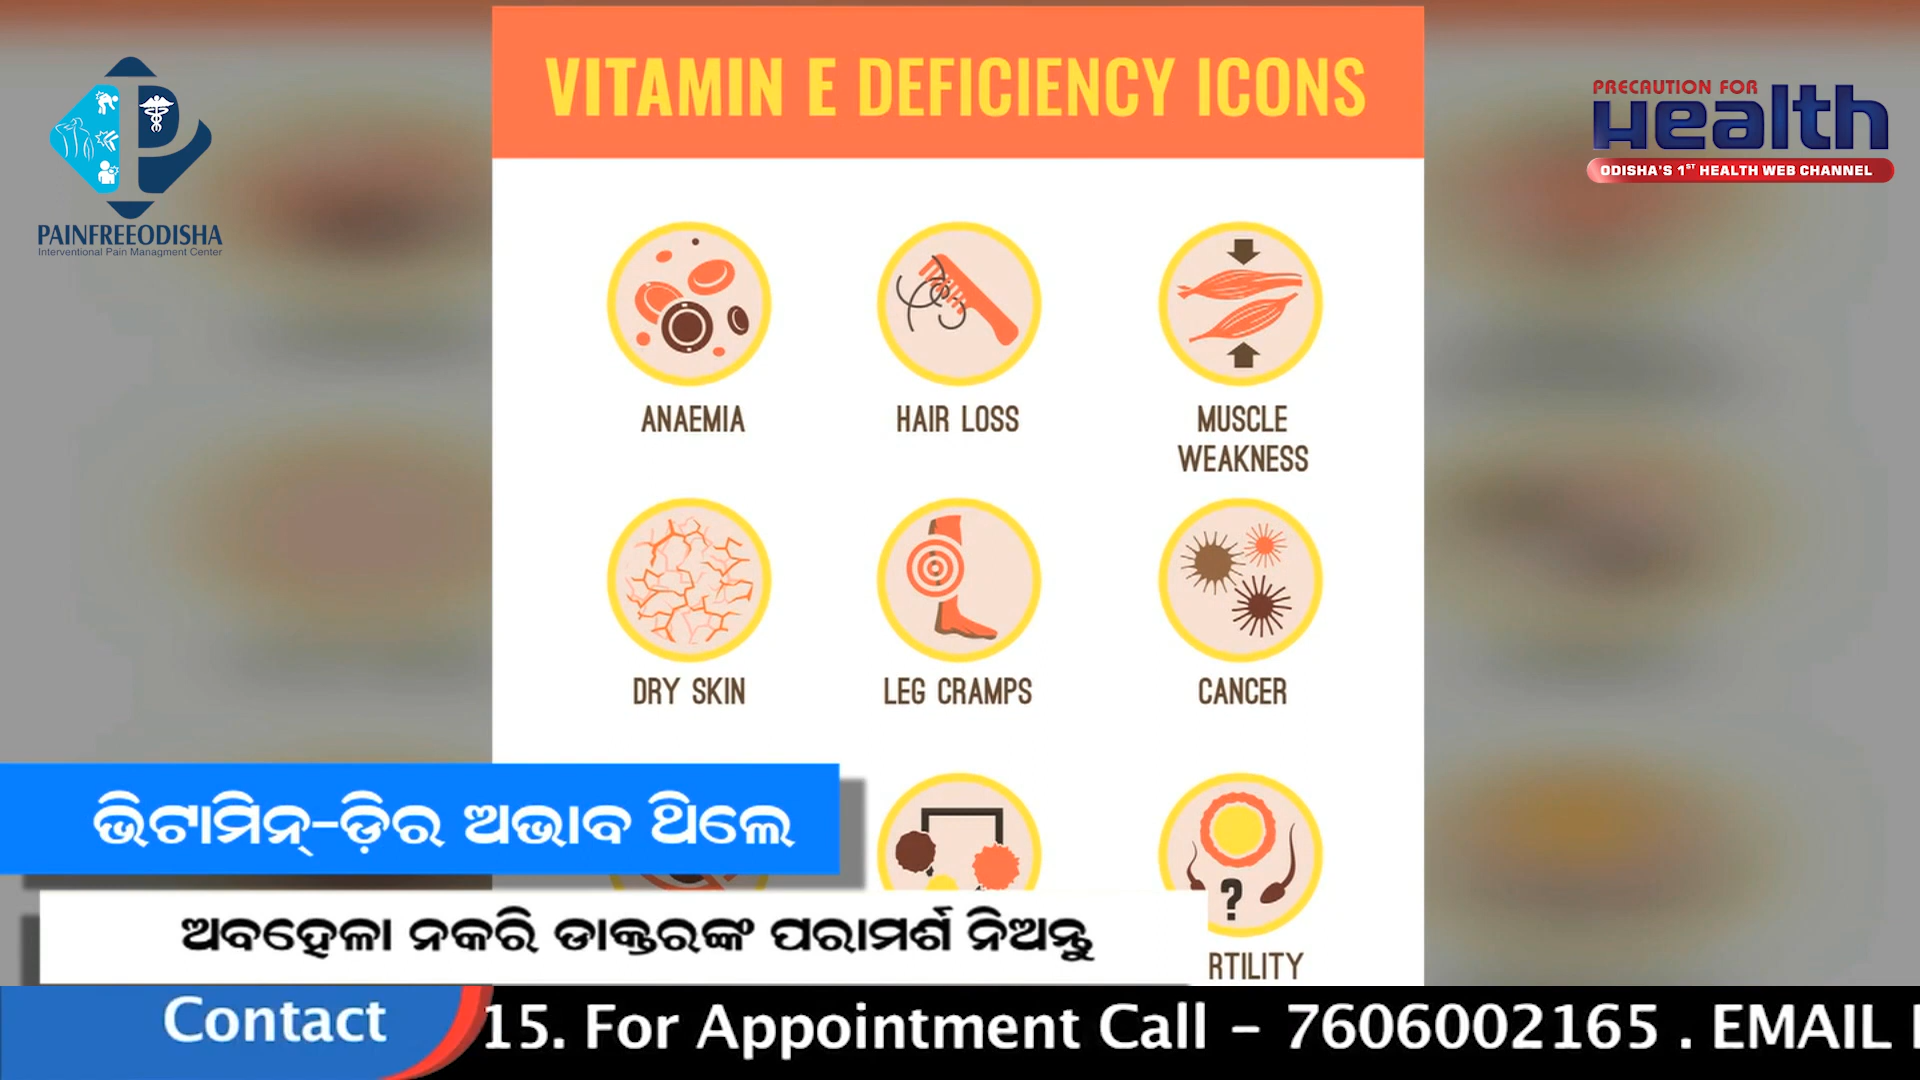 VITAMIN E DEFICIENCY ICONS
PAINFREEODISHA
Interventional Pain Managment Center
PRECAUTION FOR
Health
ODISHA'S 1ST HEALTH WEB CHANNEL
ANAEMIA
HAIR LOSS
MUSCLE
WEAKNESS
DRY SKIN
LEG CRAMPS
CANCER
?
RTILITY
ଭିଟାମିନ୍-ଡ଼ିର ଅଭାବ ଥିଲେ
ଅବହେଳା ନକରି ଡାକ୍ତରଙ୍କ ପରାମର୍ଶ ନିଅନ୍ତୁ
Contact
15. For Appointment Call - 7606002165 . EMAIL